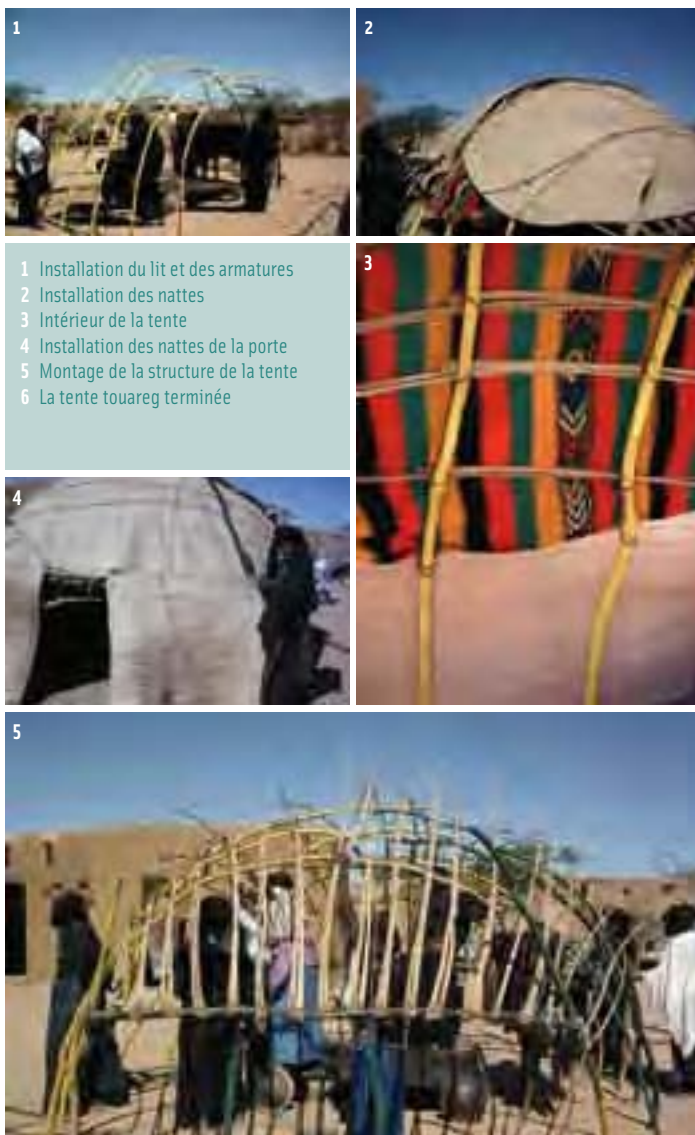 1
2
1 Installation du lit et des armatures
2 Installation des nattes
3 Intérieur de la tente
4 Installation des nattes de la porte
5 Montage de la structure de la tente
6 La tente touareg terminée
3
4
5